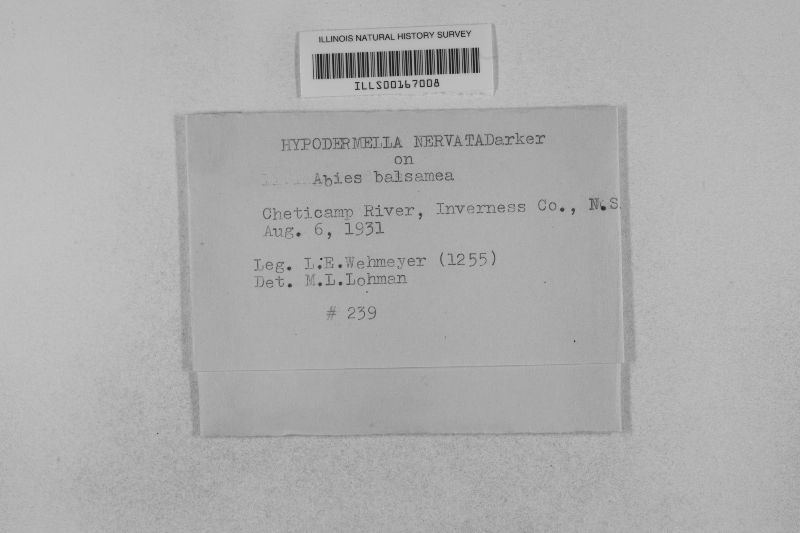 ILLINOIS NATURAL HISTORY SURVEY
ILLS00167008
HYPODERMELLA NERVATADarker
on
Abies balsamea
Cheticamp River, Inverness Co., N.S.
Aug. 6, 1931
Leg. L.E.Wehmeyer (1255)
Det. M.L.Lohman
# 239